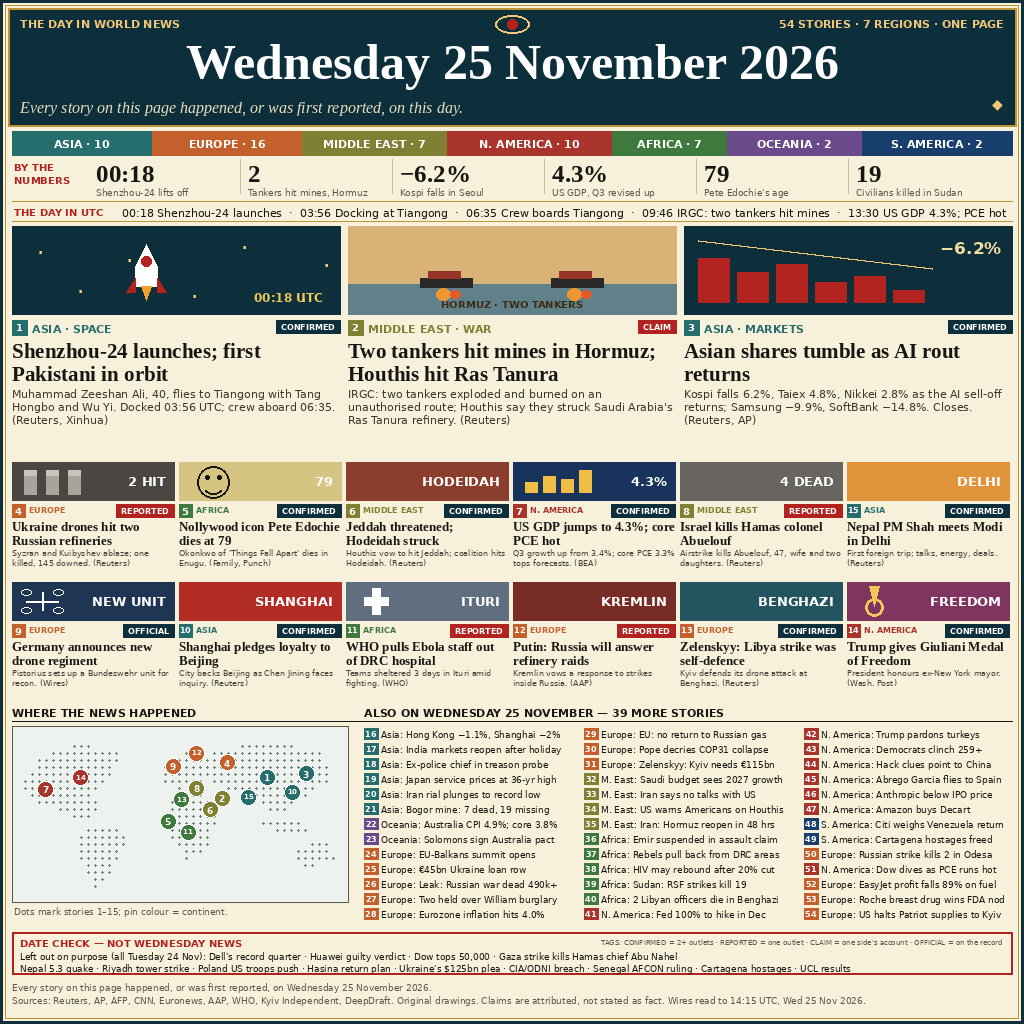 THE DAY IN WORLD NEWS
54 STORIES · 7 REGIONS · ONE PAGE
Wednesday 25 November 2026
Every story on this page happened, or was first reported, on this day.
ASIA · 10
EUROPE · 16
MIDDLE EAST · 7
N. AMERICA · 10
AFRICA · 7
OCEANIA · 2
S. AMERICA · 2
BY THE
NUMBERS
00:18
Shenzhou-24 lifts off
2
Tankers hit mines, Hormuz
−6.2%
Kospi falls in Seoul
4.3%
US GDP, Q3 revised up
79
Pete Edochie's age
19
Civilians killed in Sudan
THE DAY IN UTC
00:18 Shenzhou-24 launches · 03:56 Docking at Tiangong · 06:35 Crew boards Tiangong · 09:46 IRGC: two tankers hit mines · 13:30 US GDP 4.3%; PCE hot
00:18 UTC
1 ASIA · SPACE
CONFIRMED
Shenzhou-24 launches; first
Pakistani in orbit
Muhammad Zeeshan Ali, 40, flies to Tiangong with Tang
Hongbo and Wu Yi. Docked 03:56 UTC; crew aboard 06:35.
(Reuters, Xinhua)
HORMUZ · TWO TANKERS
2 MIDDLE EAST · WAR
CLAIM
Two tankers hit mines in Hormuz;
Houthis hit Ras Tanura
IRGC: two tankers exploded and burned on an
unauthorised route; Houthis say they struck Saudi Arabia's
Ras Tanura refinery. (Reuters)
−6.2%
3 ASIA · MARKETS
CONFIRMED
Asian shares tumble as AI rout
returns
Kospi falls 6.2%, Taiex 4.8%, Nikkei 2.8% as the AI sell-off
returns; Samsung −9.9%, SoftBank −14.8%. Closes.
(Reuters, AP)
2 HIT
4 EUROPE
REPORTED
Ukraine drones hit two
Russian refineries
Syzran and Kuibyshev ablaze; one
killed, 145 downed. (Reuters)
79
5 AFRICA
CONFIRMED
Nollywood icon Pete Edochie
dies at 79
Okonkwo of 'Things Fall Apart' dies in
Enugu. (Family, Punch)
HODEIDAH
6 MIDDLE EAST
CONFIRMED
Jeddah threatened;
Hodeidah struck
Houthis vow to hit Jeddah; coalition hits
Hodeidah. (Reuters)
4.3%
7 N. AMERICA
CONFIRMED
US GDP jumps to 4.3%; core
PCE hot
Q3 growth up from 3.4%; core PCE 3.3%
tops forecasts. (BEA)
4 DEAD
8 MIDDLE EAST
REPORTED
Israel kills Hamas colonel
Abuelouf
Airstrike kills Abuelouf, 47, wife and two
daughters. (Reuters)
DELHI
15 ASIA
CONFIRMED
Nepal PM Shah meets Modi
in Delhi
First foreign trip; talks, energy, deals.
(Reuters)
NEW UNIT
9 EUROPE
OFFICIAL
Germany announces new
drone regiment
Pistorius sets up a Bundeswehr unit for
recon. (Wires)
SHANGHAI
10 ASIA
CONFIRMED
Shanghai pledges loyalty to
Beijing
City backs Beijing as Chen Jining faces
inquiry. (Reuters)
ITURI
11 AFRICA
REPORTED
WHO pulls Ebola staff out
of DRC hospital
Teams sheltered 3 days in Ituri amid
fighting. (WHO)
KREMLIN
12 EUROPE
REPORTED
Putin: Russia will answer
refinery raids
Kremlin vows a response to strikes
inside Russia. (AAP)
BENGHAZI
13 EUROPE
CONFIRMED
Zelenskyy: Libya strike was
self-defence
Kyiv defends its drone attack at
Benghazi. (Reuters)
FREEDOM
14 N. AMERICA
CONFIRMED
Trump gives Giuliani Medal
of Freedom
President honours ex-New York mayor.
(Wash. Post)
WHERE THE NEWS HAPPENED
12
9
4
14
7
1
3
8
10
13
2
15
6
5
11
Dots mark stories 1–15; pin colour = continent.
ALSO ON WEDNESDAY 25 NOVEMBER — 39 MORE STORIES
16 Asia: Hong Kong −1.1%, Shanghai −2%
17 Asia: India markets reopen after holiday
18 Asia: Ex-police chief in treason probe
19 Asia: Japan service prices at 36-yr high
20 Asia: Iran rial plunges to record low
21 Asia: Bogor mine: 7 dead, 19 missing
22 Oceania: Australia CPI 4.9%; core 3.8%
23 Oceania: Solomons sign Australia pact
24 Europe: EU-Balkans summit opens
25 Europe: €45bn Ukraine loan row
26 Europe: Leak: Russian war dead 490k+
27 Europe: Two held over William burglary
28 Europe: Eurozone inflation hits 4.0%
29 Europe: EU: no return to Russian gas
30 Europe: Pope decries COP31 collapse
31 Europe: Zelenskyy: Kyiv needs €115bn
32 M. East: Saudi budget sees 2027 growth
33 M. East: Iran says no talks with US
34 M. East: US warns Americans on Houthis
35 M. East: Iran: Hormuz reopen in 48 hrs
36 Africa: Emir suspended in assault claim
37 Africa: Rebels pull back from DRC areas
38 Africa: HIV may rebound after 20% cut
39 Africa: Sudan: RSF strikes kill 19
40 Africa: 2 Libyan officers die in Benghazi
41 N. America: Fed 100% to hike in Dec
42 N. America: Trump pardons turkeys
43 N. America: Democrats clinch 259+
44 N. America: Hack clues point to China
45 N. America: Abrego Garcia flies to Spain
46 N. America: Anthropic below IPO price
47 N. America: Amazon buys Decart
48 S. America: Citi weighs Venezuela return
49 S. America: Cartagena hostages freed
50 Europe: Russian strike kills 2 in Odesa
51 N. America: Dow dives as PCE runs hot
52 Europe: EasyJet profit falls 89% on fuel
53 Europe: Roche breast drug wins FDA nod
54 Europe: US halts Patriot supplies to Kyiv
DATE CHECK — NOT WEDNESDAY NEWS
TAGS: CONFIRMED = 2+ outlets · REPORTED = one outlet · CLAIM = one side's account · OFFICIAL = on the record
Left out on purpose (all Tuesday 24 Nov): Dell's record quarter · Huawei guilty verdict · Dow tops 50,000 · Gaza strike kills Hamas chief Abu Nahel
Nepal 5.3 quake · Riyadh tower strike · Poland US troops push · Hasina return plan · Ukraine's $125bn plea · CIA/ODNI breach · Senegal AFCON ruling · Cartagena hostages · UCL results
Every story on this page happened, or was first reported, on Wednesday 25 November 2026.
Sources: Reuters, AP, AFP, CNN, Euronews, AAP, WHO, Kyiv Independent, DeepDraft. Original drawings. Claims are attributed, not stated as fact. Wires read to 14:15 UTC, Wed 25 Nov 2026.